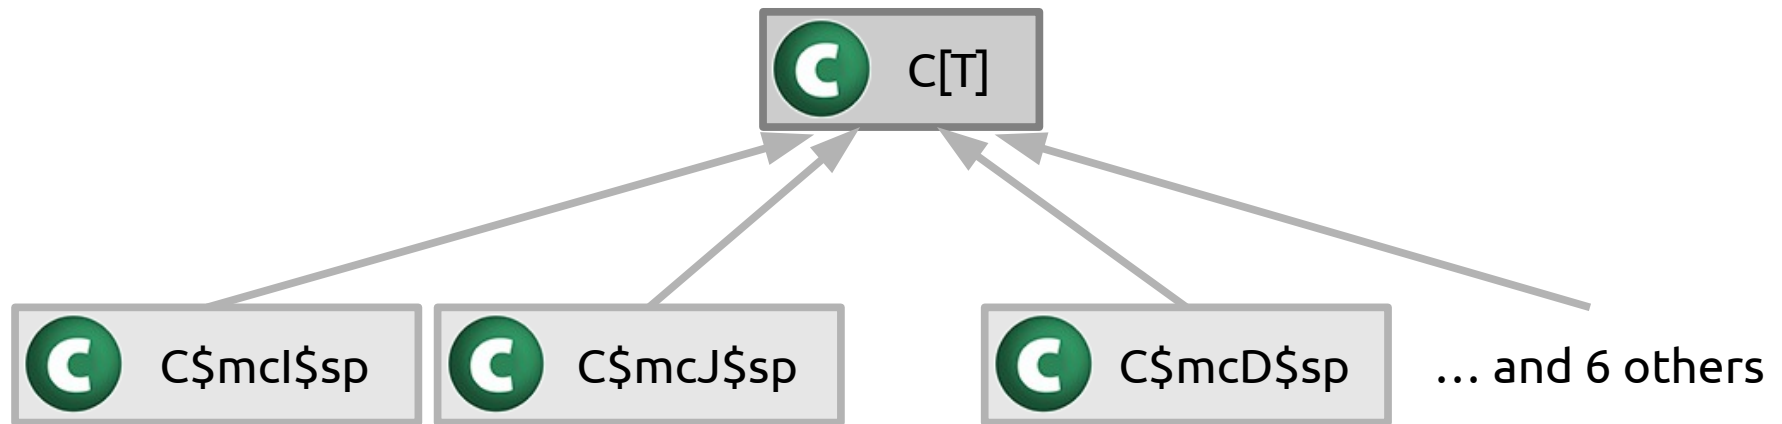 C C[T]
C C$mcI$sp
C C$mcJ$sp
C C$mcD$sp
… and 6 others